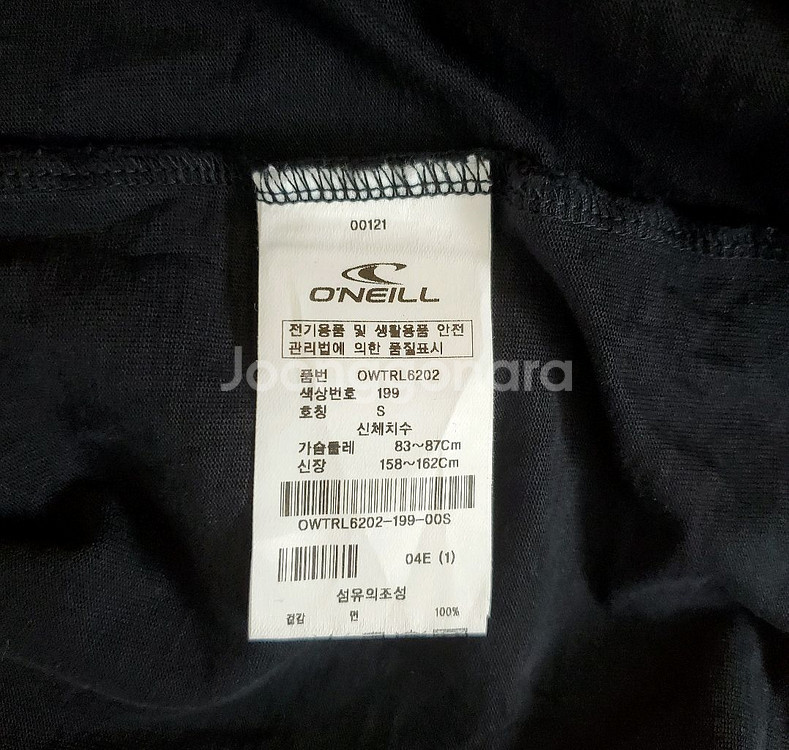 00121
O'NEILL
전기용품 및 생활용품 안전
관리법에 의한 품질표시
품번 OWTRL6202
색상번호 199
호칭 S
신체치수
가슴둘레 83~87Cm
신장 158~162Cm
OWTRL6202-199-00S
04E (1)
섬유의조성
겉감 면 100%
Joonggonara